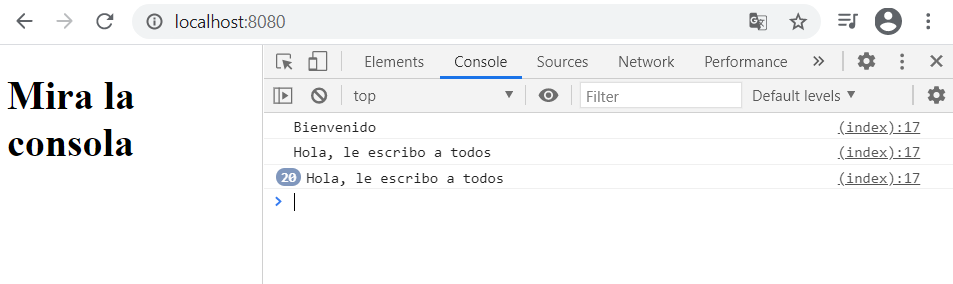 localhost:8080
Mira la
consola
Elements Console Sources Network Performance »
top Filter Default levels
Bienvenido (index):17
Hola, le escribo a todos (index):17
20 Hola, le escribo a todos (index):17